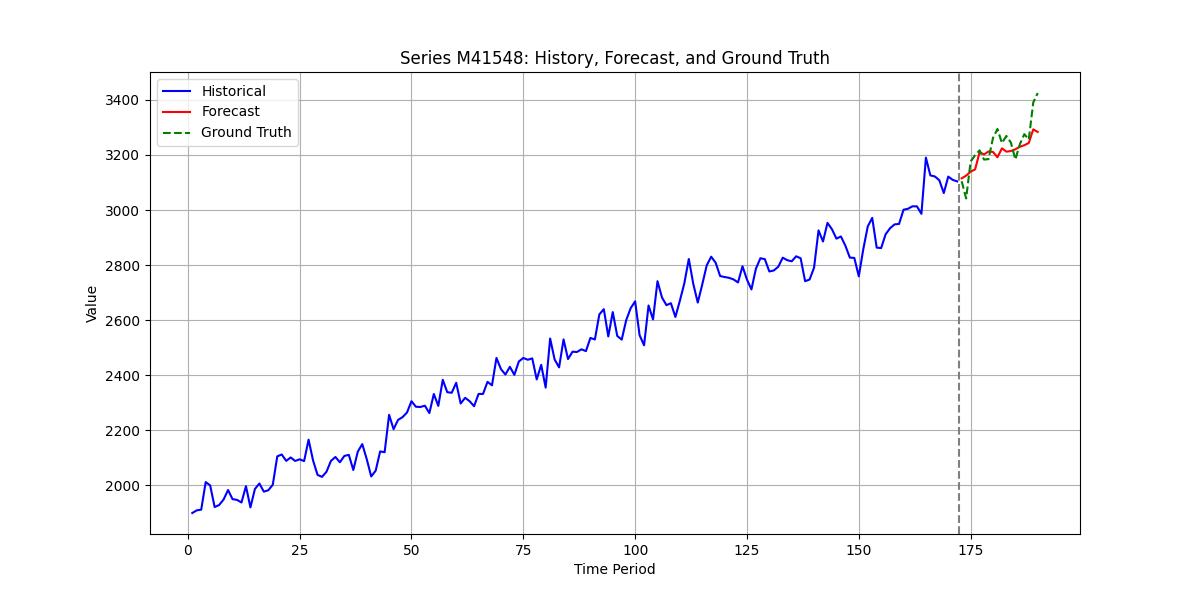 Series M41548: History, Forecast, and Ground Truth
Historical
Forecast
Ground Truth
3400
3200
3000
2800
2600
2400
2200
2000
Value
0 25 50 75 100 125 150 175
Time Period